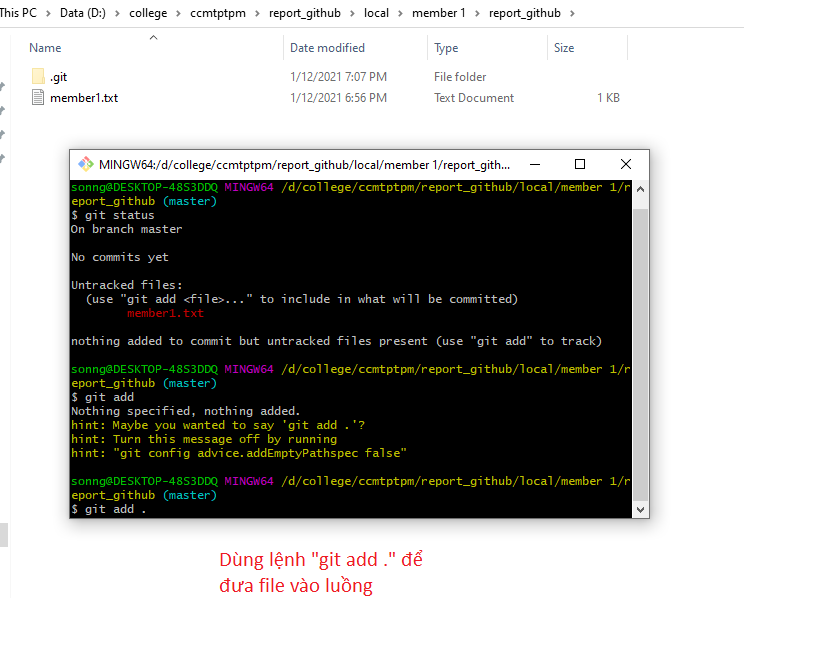 This PC > Data (D:) > college > ccmtptpm > report_github > local > member 1 > report_github >
Name Date modified Type Size
.git 1/12/2021 7:07 PM File folder
member1.txt 1/12/2021 6:56 PM Text Document 1 KB
MINGW64:/d/college/ccmtptpm/report_github/local/member 1/report_gith...
sonng@DESKTOP-48S3DDQ MINGW64 /d/college/ccmtptpm/report_github/local/member 1/r
eport_github (master)
$ git status
On branch master
No commits yet
Untracked files:
(use "git add <file>..." to include in what will be committed)
member1.txt
nothing added to commit but untracked files present (use "git add" to track)
sonng@DESKTOP-48S3DDQ MINGW64 /d/college/ccmtptpm/report_github/local/member 1/r
eport_github (master)
$ git add
Nothing specified, nothing added.
hint: Maybe you wanted to say 'git add .'?
hint: Turn this message off by running
hint: "git config advice.addEmptyPathspec false"
sonng@DESKTOP-48S3DDQ MINGW64 /d/college/ccmtptpm/report_github/local/member 1/r
eport_github (master)
$ git add .
Dùng lệnh "git add ." để
đưa file vào luồng